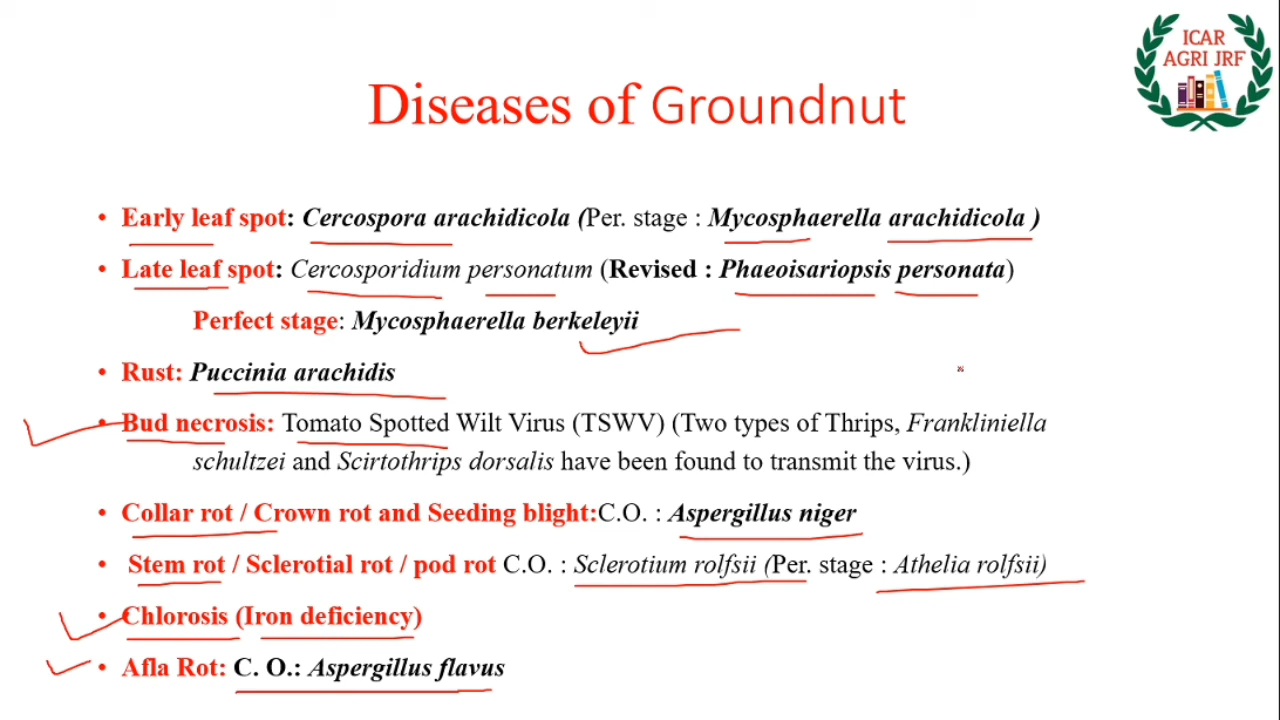 ICAR
AGRI JRF
Diseases of Groundnut
• Early leaf spot: Cercospora arachidicola (Per. stage : Mycosphaerella arachidicola )
• Late leaf spot: Cercosporidium personatum (Revised : Phaeoisariopsis personata)
Perfect stage: Mycosphaerella berkeleyii
• Rust: Puccinia arachidis
• Bud necrosis: Tomato Spotted Wilt Virus (TSWV) (Two types of Thrips, Frankliniella
schultzei and Scirtothrips dorsalis have been found to transmit the virus.)
• Collar rot / Crown rot and Seeding blight:C.O. : Aspergillus niger
• Stem rot / Sclerotial rot / pod rot C.O. : Sclerotium rolfsii (Per. stage : Athelia rolfsii)
• Chlorosis (Iron deficiency)
• Afla Rot: C. O.: Aspergillus flavus